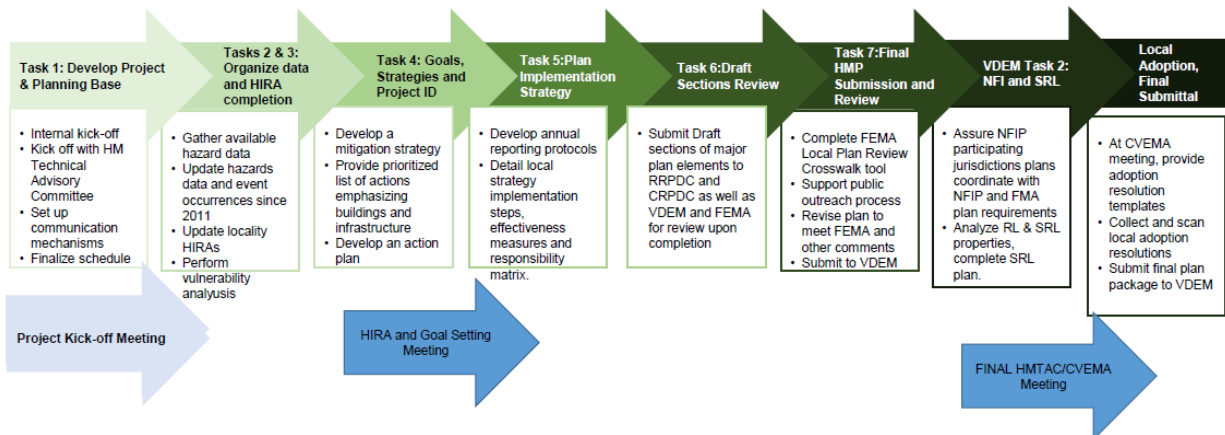 Task 1: Develop Project
& Planning Base
Tasks 2 & 3:
Organize data
and HIRA
completion
Task 4: Goals,
Strategies and
Project ID
Task 5:Plan
Implementation
Strategy
Task 6:Draft
Sections Review
Task 7:Final
HMP
Submission and
Review
VDEM Task 2:
NFI and SRL
Local
Adoption,
Final
Submittal
• Internal kick-off
• Kick off with HM
Technical
Advisory
Committee
• Set up
communication
mechanisms
• Finalize schedule
• Gather available
hazard data
• Update hazards
data and event
occurrences since
2011
• Update locality
HIRAs
• Perform
vulnerability
analysis
• Develop a
mitigation strategy
• Provide prioritized
list of actions
emphasizing
buildings and
infrastructure
• Develop an action
plan
• Develop annual
reporting protocols
• Detail local
strategy
implementation
steps,
effectiveness
measures and
responsibility
matrix.
• Submit Draft
sections of major
plan elements to
RRPDC and
CRPDC as well as
VDEM and FEMA
for review upon
completion
• Complete FEMA
Local Plan Review
Crosswalk tool
• Support public
outreach process
• Revise plan to
meet FEMA and
other comments
• Submit to VDEM
• Assure NFIP
participating
jurisdictions plans
coordinate with
NFIP and FMA
plan requirements
• Analyze RL & SRL
properties,
complete SRL
plan.
• At CVEMA
meeting, provide
adoption
resolution
templates
• Collect and scan
local adoption
resolutions
• Submit final plan
package to VDEM
Project Kick-off Meeting
HIRA and Goal Setting
Meeting
FINAL HMTAC/CVEMA
Meeting